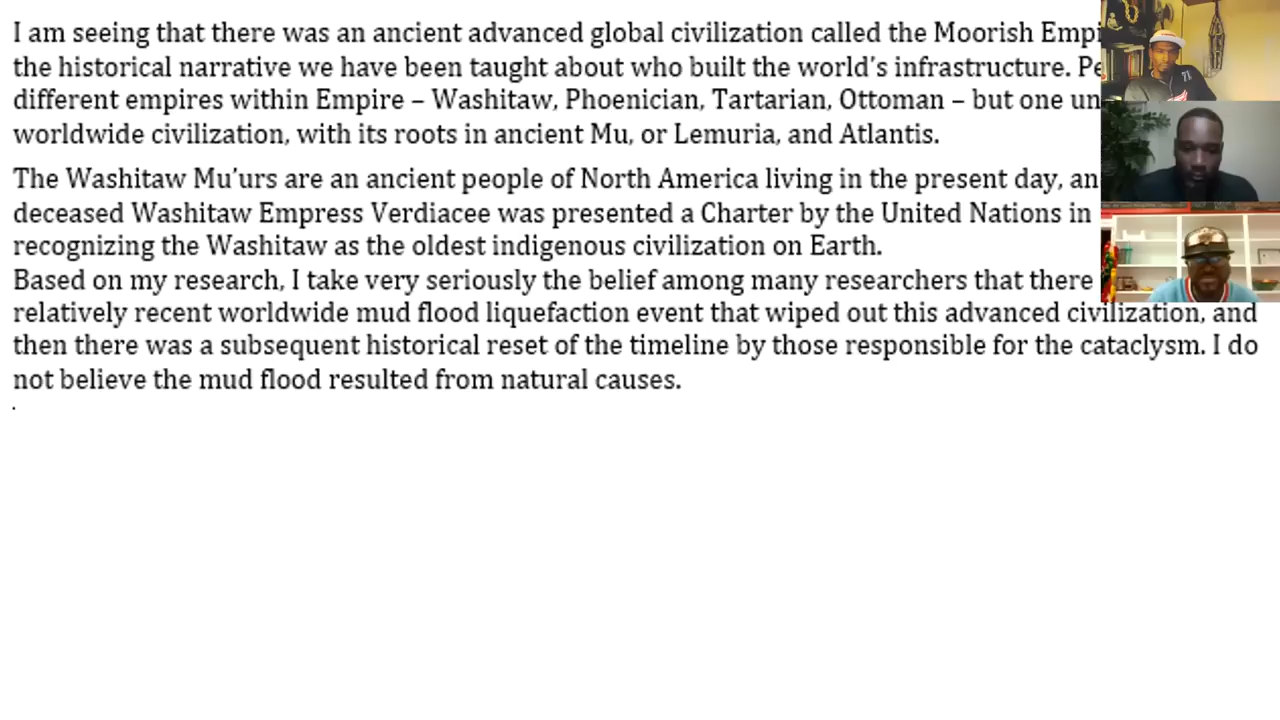 I am seeing that there was an ancient advanced global civilization called the Moorish
the historical narrative we have been taught about who built the world's infrastructure.
different empires within Empire – Washitaw, Phoenician, Tartarian, Ottoman – but one
worldwide civilization, with its roots in ancient Mu, or Lemuria, and Atlantis.
The Washitaw Mu'urs are an ancient people of North America living in the present day,
deceased Washitaw Empress Verdiacee was presented a Charter by the United Nations in
recognizing the Washitaw as the oldest indigenous civilization on Earth.
Based on my research, I take very seriously the belief among many researchers that there
relatively recent worldwide mud flood liquefaction event that wiped out this advanced civilization, and
then there was a subsequent historical reset of the timeline by those responsible for the cataclysm. I do
not believe the mud flood resulted from natural causes.
.